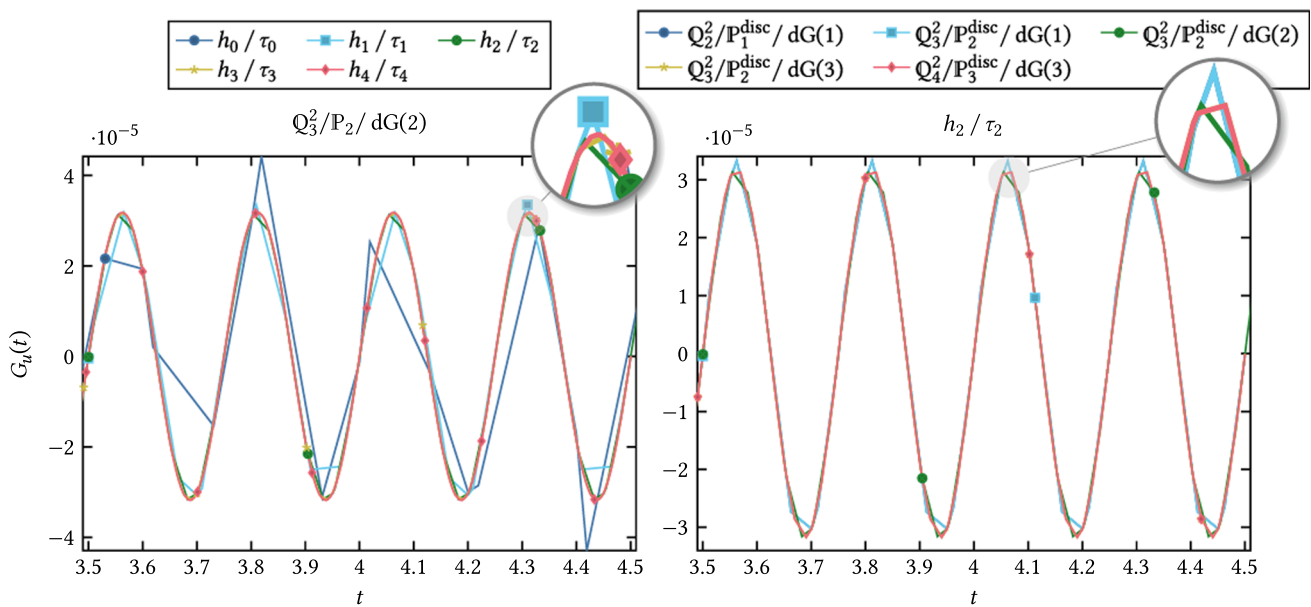 h₀ / τ₀ h₁ / τ₁ h₂ / τ₂
h₃ / τ₃ h₄ / τ₄
ℚ₂²/ℙ₁^disc/ dG(1) ℚ₃²/ℙ₂^disc/ dG(1) ℚ₃²/ℙ₂^disc/ dG(2)
ℚ₃²/ℙ₂^disc/ dG(3) ℚ₄²/ℙ₃^disc/ dG(3)
ℚ₃²/ℙ₂/ dG(2)
·10⁻⁵
4
2
0
−2
−4
G_u(t)
3.5 3.6 3.7 3.8 3.9 4 4.1 4.2 4.3 4.4 4.5
t
h₂ / τ₂
·10⁻⁵
3
2
1
0
−1
−2
−3
3.5 3.6 3.7 3.8 3.9 4 4.1 4.2 4.3 4.4 4.5
t